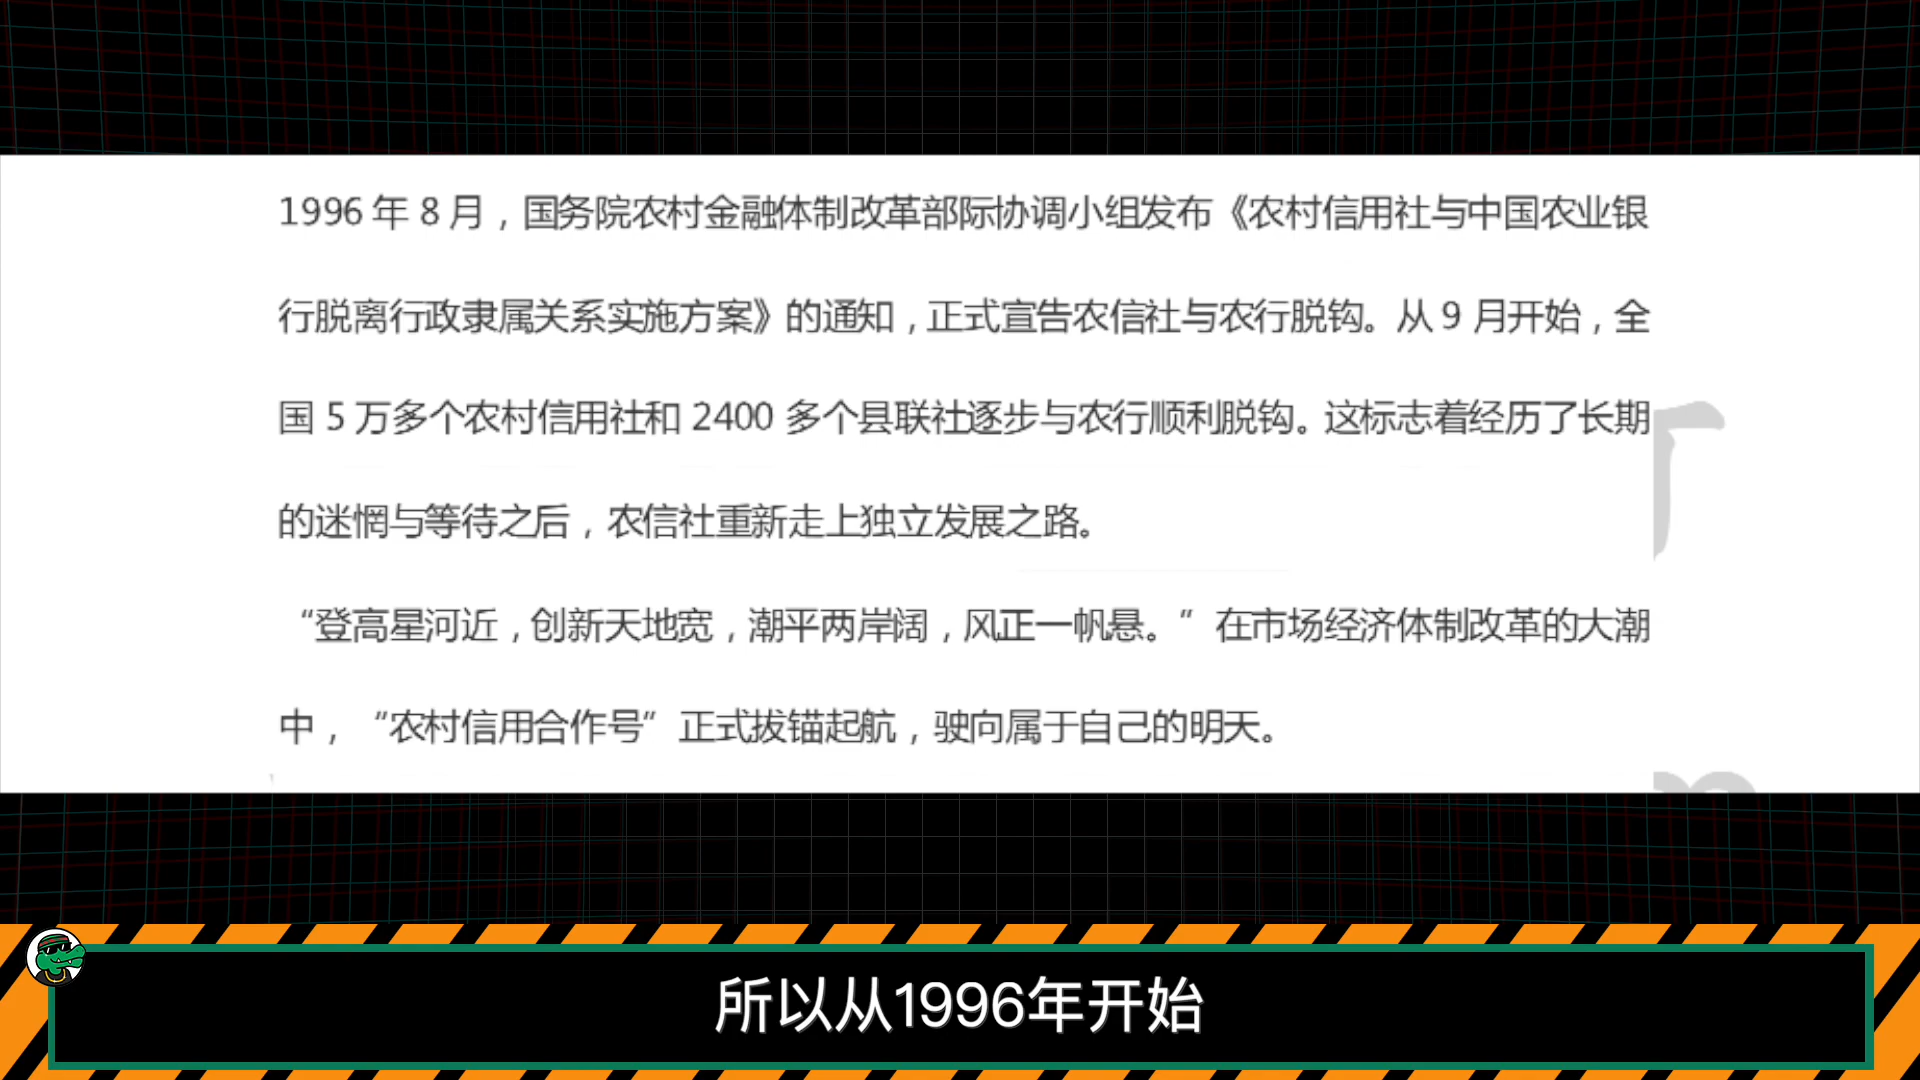 1996 年 8 月，国务院农村金融体制改革部际协调小组发布《农村信用社与中国农业银
行脱离行政隶属关系实施方案》的通知，正式宣告农信社与农行脱钩。从 9 月开始，全
国 5 万多个农村信用社和 2400 多个县联社逐步与农行顺利脱钩。这标志着经历了长期
的迷惘与等待之后，农信社重新走上独立发展之路。
“登高星河近，创新天地宽，潮平两岸阔，风正一帆悬。”在市场经济体制改革的大潮
中，“农村信用合作号”正式拔锚起航，驶向属于自己的明天。
所以从1996年开始